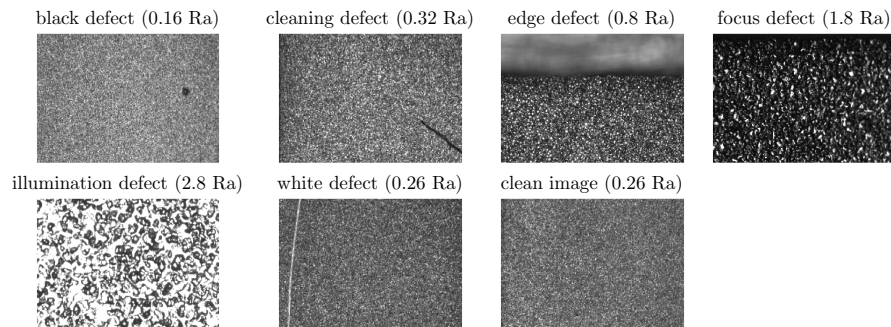 black defect (0.16 Ra)
cleaning defect (0.32 Ra)
edge defect (0.8 Ra)
focus defect (1.8 Ra)
illumination defect (2.8 Ra)
white defect (0.26 Ra)
clean image (0.26 Ra)